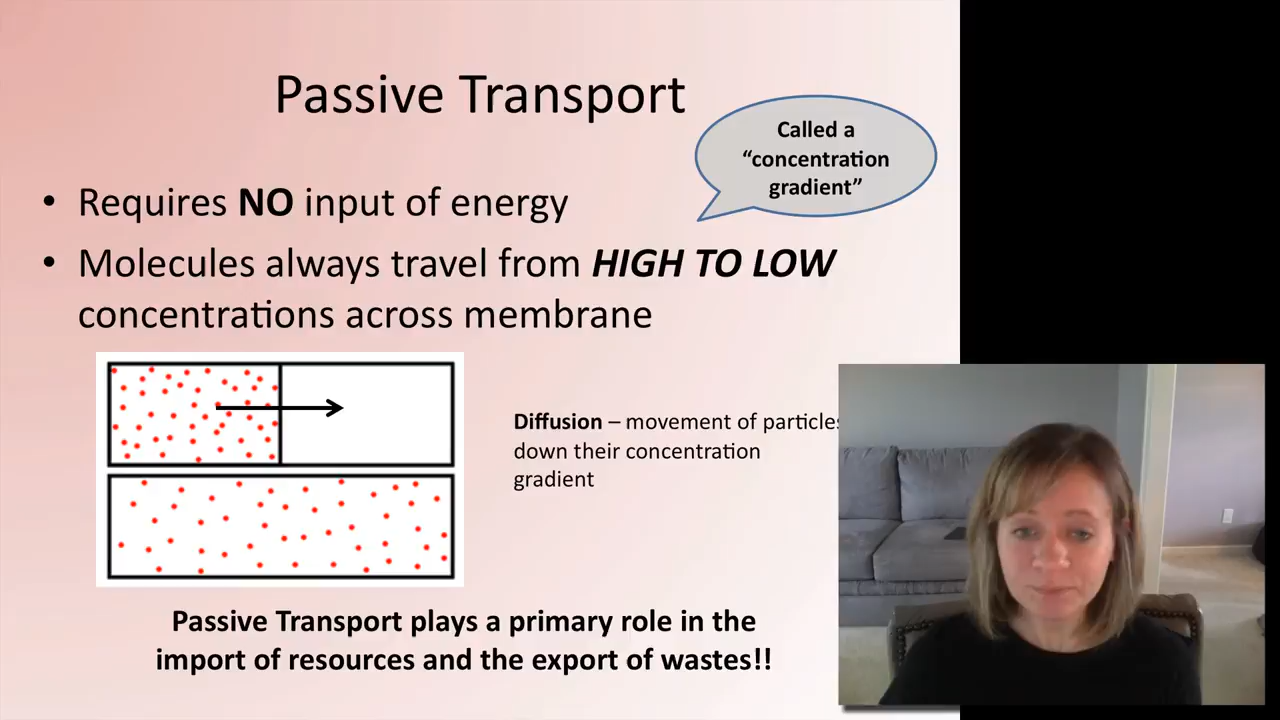 Passive Transport
Called a
“concentration
gradient”
• Requires NO input of energy
• Molecules always travel from HIGH TO LOW
concentrations across membrane
Diffusion – movement of particles
down their concentration
gradient
Passive Transport plays a primary role in the
import of resources and the export of wastes!!